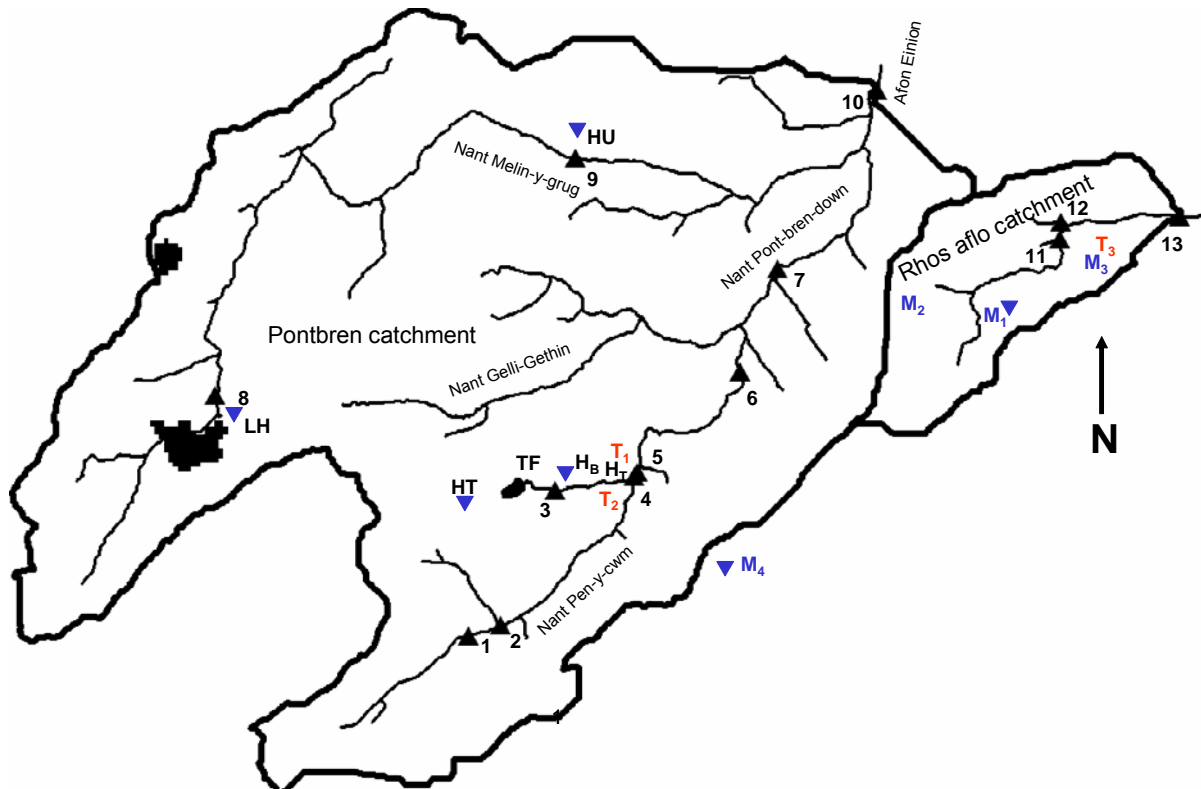 Afon Einion
10
HU
Nant Melin-y-grug
9
Nant Pont-bren-down
Rhos aflo catchment
12
13
11
T3
M3
7
M2
M1
Pontbren catchment
Nant Gelli-Gethin
N
6
8
LH
T1
5
TF
HB
HT
HT
3
T2
4
M4
Nant Pen-y-cwm
1
2